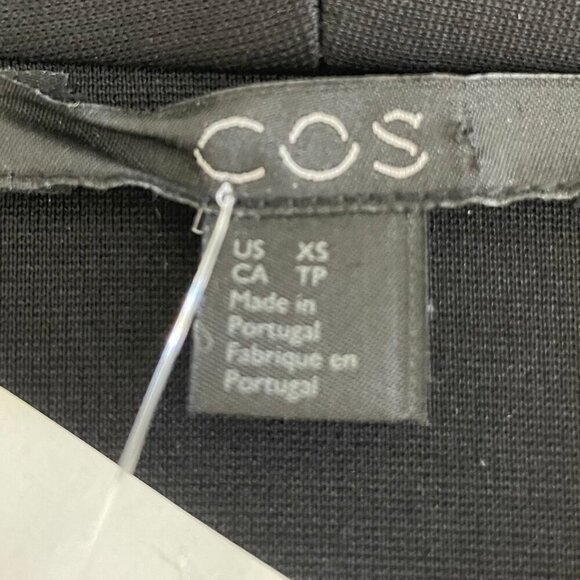 COS
US XS
CA TP
Made in
Portugal
Fabriqué en
Portugal